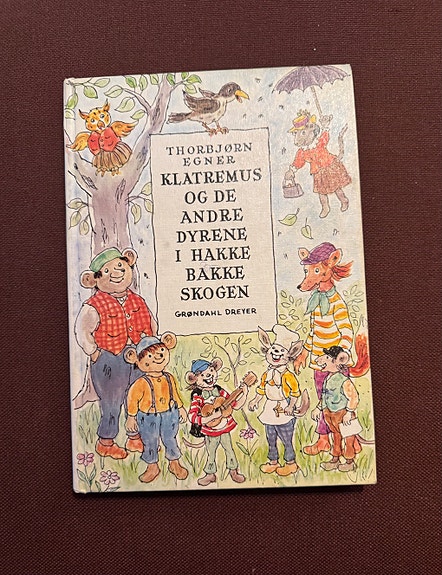 THORBJØRN
EGNER
KLATREMUS
OG DE
ANDRE
DYRENE
I HAKKE
BAKKE
SKOGEN
GRØNDAHL DREYER